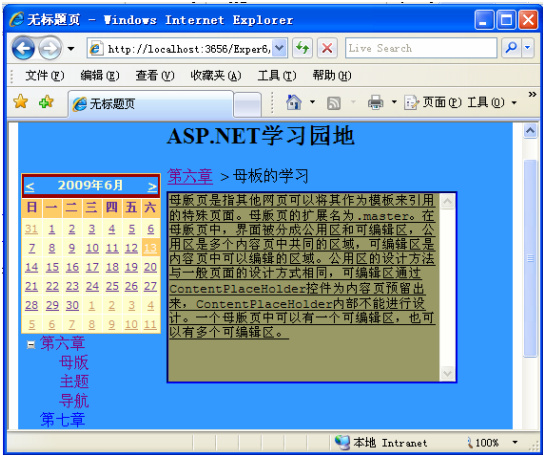 无标题页 - Windows Internet Explorer
http://localhost:3656/Exper6,
Live Search
文件(F) 编辑(E) 查看(V) 收藏夹(A) 工具(T) 帮助(H)
无标题页
页面(P) 工具(O)
ASP.NET学习园地
第六章 > 母板的学习
< 2009年6月 >
日 一 二 三 四 五 六
31 1 2 3 4 5 6
7 8 9 10 11 12 13
14 15 16 17 18 19 20
21 22 23 24 25 26 27
28 29 30 1 2 3 4
5 6 7 8 9 10 11
第六章
母版
主题
导航
第七章
母版页是指其他网页可以将其作为模板来引用
的特殊页面。母版页的扩展名为.master。在
母版页中，界面被分成公用区和可编辑区，公
用区是多个内容页中共同的区域，可编辑区是
内容页中可以编辑的区域。公用区的设计方法
与一般页面的设计方式相同，可编辑区通过
ContentPlaceHolder控件为内容页预留出
来，ContentPlaceHolder内部不能进行设
计。一个母版页中可以有一个可编辑区，也可
以有多个可编辑区。
本地 Intranet
100%